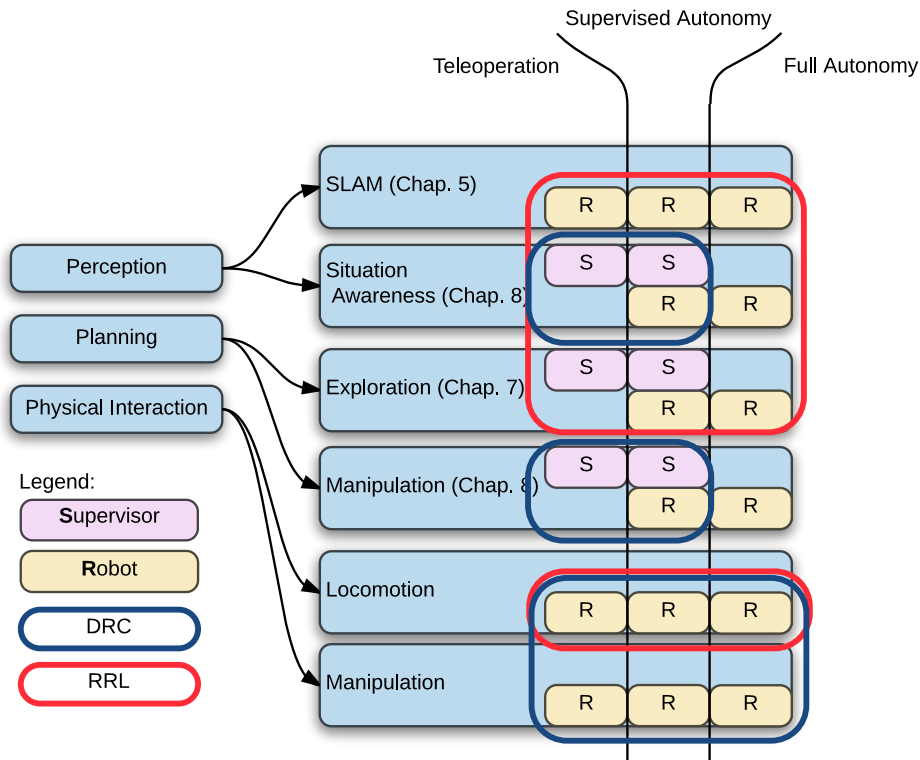 Supervised Autonomy
Teleoperation
Full Autonomy
SLAM (Chap. 5)
R R R
Perception
Situation
Awareness (Chap. 8)
S S
R R
Planning
Exploration (Chap. 7)
S S
R R
Physical Interaction
Manipulation (Chap. 8)
S S
R R
Legend:
Supervisor
Robot
DRC
RRL
Locomotion
R R R
Manipulation
R R R